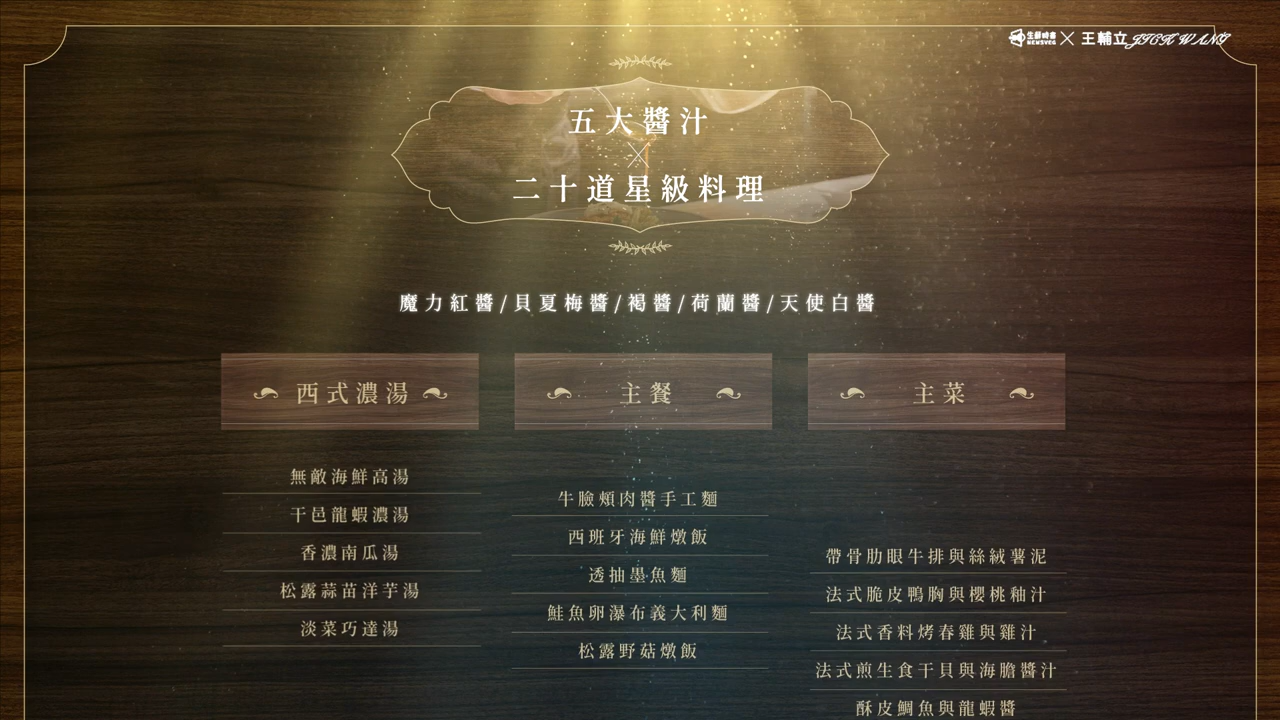 生鮮時書 NEWSVEG × 王輔立 JICK WANG
五大醬汁
×
二十道星級料理
魔力紅醬/貝夏梅醬/褐醬/荷蘭醬/天使白醬
西式濃湯
無敵海鮮高湯
干邑龍蝦濃湯
香濃南瓜湯
松露蒜苗洋芋湯
淡菜巧達湯
主餐
牛臉頰肉醬手工麵
西班牙海鮮燉飯
透抽墨魚麵
鮭魚卵瀑布義大利麵
松露野菇燉飯
主菜
帶骨肋眼牛排與絲絨薯泥
法式脆皮鴨胸與櫻桃釉汁
法式香料烤春雞與雞汁
法式煎生食干貝與海膽醬汁
酥皮鯛魚與龍蝦醬